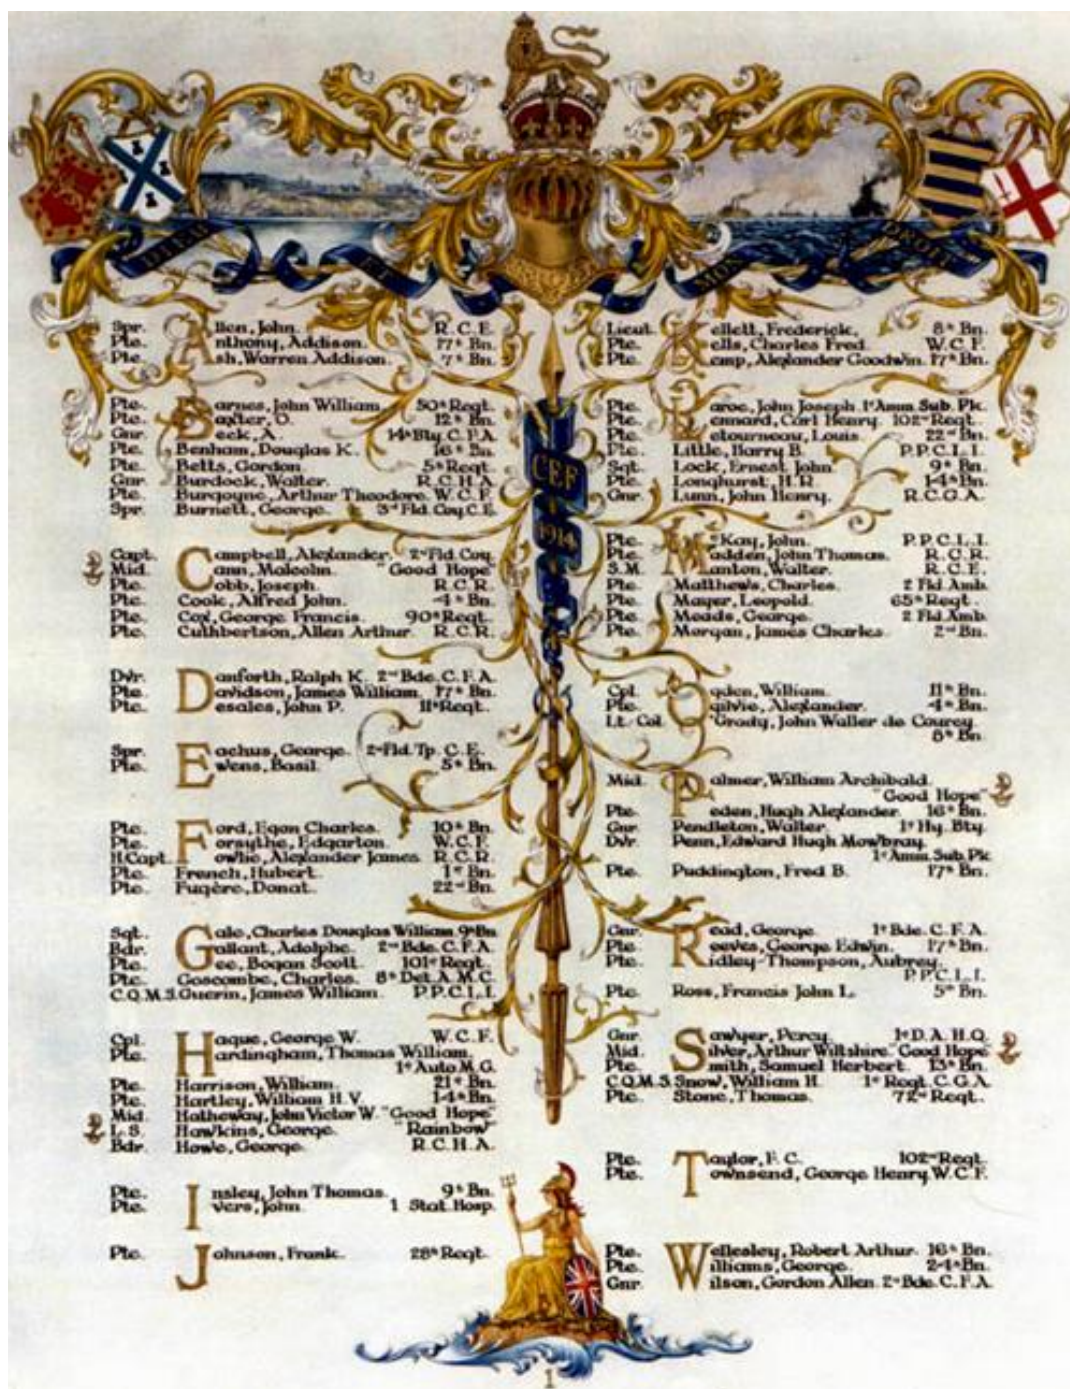 DIEU ET MON DROIT
CEF
1914
Spr. Allen, John. R.C.E.
Pte. Anthony, Addison. 17th Bn.
Pte. Ash, Warren Addison. 7th Bn.
Pte. Barnes, John William. 50th Regt.
Pte. Baxter, O. 12th Bn.
Gnr. Beck, A. 14th Bty. C.F.A.
Pte. Benham, Douglas K. 16th Bn.
Pte. Betts, Gordon. 5th Regt.
Gnr. Burdock, Walter. R.C.H.A.
Pte. Burgoyne, Arthur Theodore. W.C.F.
Spr. Burnett, George. 3rd Fld. Coy. C.E.
Capt. Campbell, Alexander. 2nd Fld. Coy.
Mid. Cann, Malcolm. "Good Hope"
Pte. Cobb, Joseph. R.C.R.
Pte. Cook, Alfred John. 4th Bn.
Pte. Cox, George Francis. 90th Regt.
Pte. Cuthbertson, Allen Arthur. R.C.R.
Dvr. Danforth, Ralph K. 2nd Bde. C.F.A.
Pte. Davidson, James William. 17th Bn.
Pte. Desales, John P. 11th Regt.
Spr. Eachus, George. 2nd Fld. Tp. C.E.
Pte. Ewens, Basil. 5th Bn.
Pte. Ford, Egon Charles. 10th Bn.
Pte. Forsythe, Edgarton. W.C.F.
H.Capt. Fowlie, Alexander James. R.C.R.
Pte. French, Hubert. 1st Bn.
Pte. Fugère, Donat. 22nd Bn.
Sgt. Gale, Charles Douglas William. 9th Bn.
Bdr. Gallant, Adolphe. 2nd Bde. C.F.A.
Pte. Gee, Bogan Scott. 101st Regt.
Pte. Goscombe, Charles. 8th Det. A.M.C.
C.Q.M.S. Guerin, James William. P.P.C.L.I.
Cpl. Hague, George W. W.C.F.
Pte. Hardingham, Thomas William.
1st Auto M.G.
Pte. Harrison, William. 21st Bn.
Pte. Hartley, William H.V. 14th Bn.
Mid. Hatheway, John Victor W. "Good Hope"
L.S. Hawkins, George. "Rainbow"
Bdr. Howe, George. R.C.H.A.
Pte. Insley, John Thomas. 9th Bn.
Pte. Ivers, John. 1 Stat. Hosp.
Pte. Johnson, Frank. 28th Regt.
Lieut. Kellett, Frederick. 8th Bn.
Pte. Kells, Charles Fred. W.C.F.
Pte. Kemp, Alexander Goodwin. 17th Bn.
Pte. John Joseph. 1st Amm. Sub. Pk.
Pte. Lennard, Carl Henry. 102nd Regt.
Pte. Letourneau, Louis. 22nd Bn.
Pte. Little, Harry B. P.P.C.L.I.
Sgt. Lock, Ernest John. 9th Bn.
Pte. Longhurst, H.R. 14th Bn.
Gnr. Lunn, John Henry. R.C.G.A.
Pte. McKay, John. P.P.C.L.I.
Pte. Madden, John Thomas. R.C.R.
S.M. Manton, Walter. R.C.E.
Pte. Matthews, Charles. 2 Fld. Amb.
Pte. Mayer, Leopold. 65th Regt.
Pte. Meads, George. 2 Fld. Amb.
Pte. Morgan, James Charles. 2nd Bn.
Cpl. Ogden, William. 11th Bn.
Pte. Ogilvie, Alexander. 4th Bn.
Lt. Col. O'Grady, John Waller de Courcy.
8th Bn.
Mid. Palmer, William Archibald.
"Good Hope"
Pte. Peden, Hugh Alexander. 16th Bn.
Gnr. Pendleton, Walter. 1st Hy. Bty.
Dvr. Penn, Edward Hugh Mowbray.
1st Amm. Sub. Pk.
Pte. Puddington, Fred B. 17th Bn.
Gnr. Read, George. 1st Bde. C.F.A.
Pte. Reeves, George Edwin. 17th Bn.
Pte. Ridley-Thompson, Aubrey.
P.P.C.L.I.
Pte. Ross, Francis John L. 5th Bn.
Gnr. Sawyer, Percy. 1st D.A.H.Q.
Mid. Silver, Arthur Wiltshire. "Good Hope"
Pte. Smith, Samuel Herbert. 13th Bn.
C.Q.M.S. Snow, William H. 1st Regt. C.G.A.
Pte. Stone, Thomas. 72nd Regt.
Pte. Taylor, F.C. 102nd Regt.
Pte. Townsend, George Henry. W.C.F.
Pte. Wellesley, Robert Arthur. 16th Bn.
Pte. Williams, George. 24th Bn.
Gnr. Wilson, Gordon Allen. 2nd Bde. C.F.A.
1